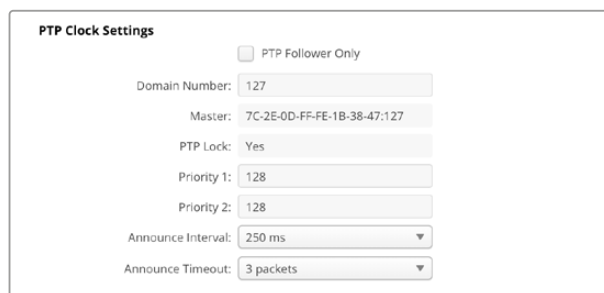 PTP Clock Settings
PTP Follower Only
Domain Number: 127
Master: 7C-2E-0D-FF-FE-1B-38-47:127
PTP Lock: Yes
Priority 1: 128
Priority 2: 128
Announce Interval: 250 ms
Announce Timeout: 3 packets